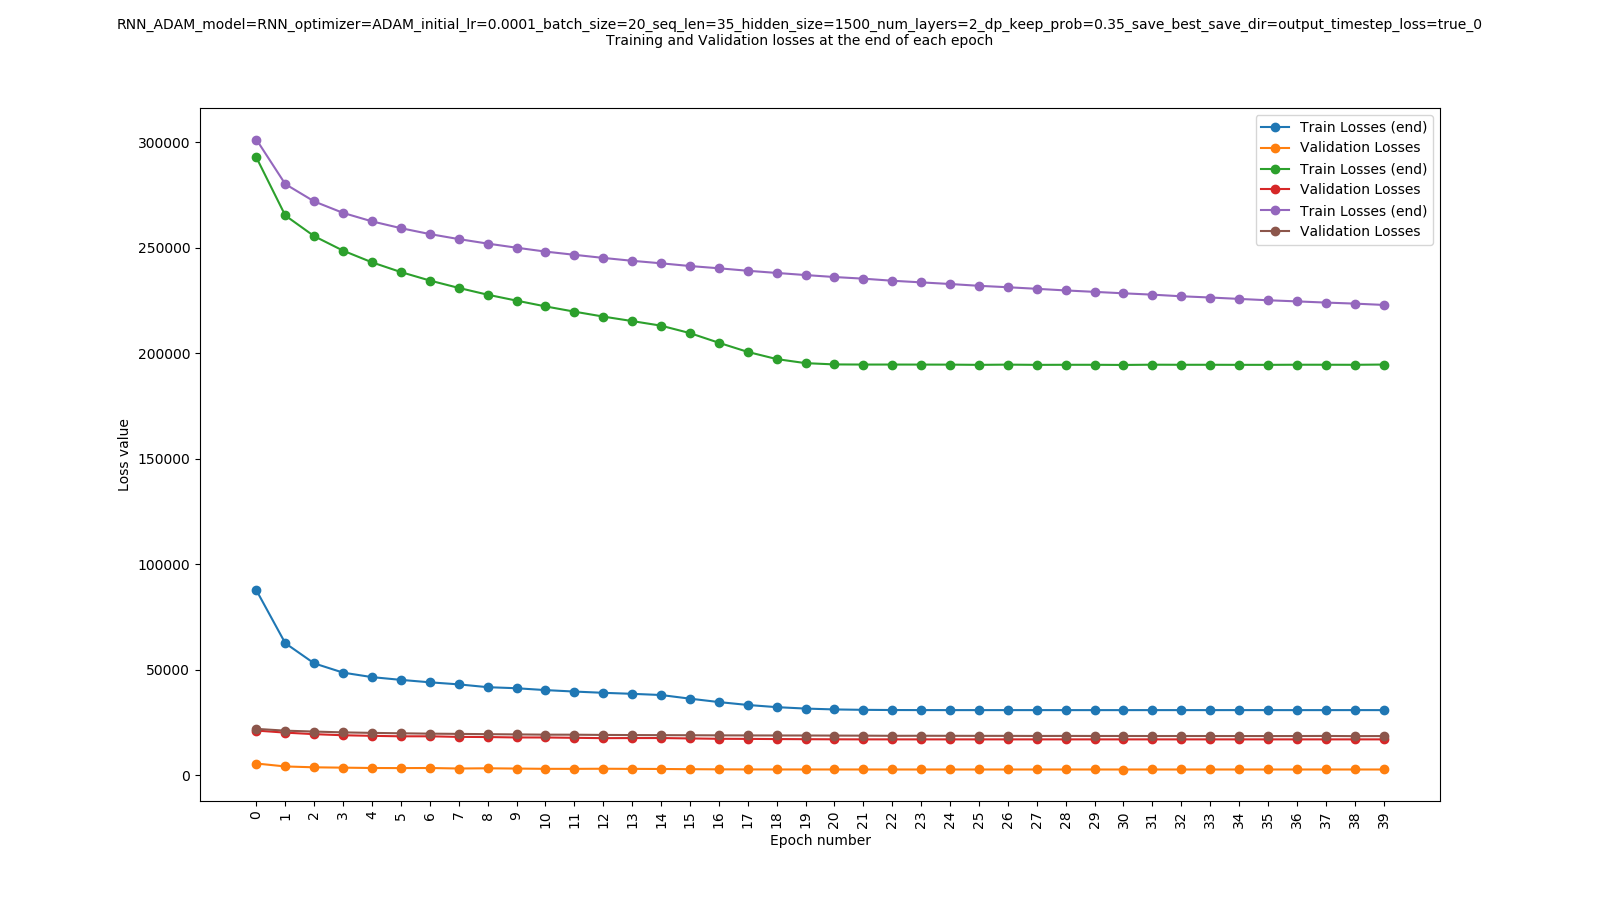 RNN_ADAM_model=RNN_optimizer=ADAM_initial_lr=0.0001_batch_size=20_seq_len=35_hidden_size=1500_num_layers=2_dp_keep_prob=0.35_save_best_save_dir=output_timestep_loss=true_0
Training and Validation losses at the end of each epoch
Train Losses (end)
Validation Losses
Train Losses (end)
Validation Losses
Train Losses (end)
Validation Losses
300000
250000
200000
150000
100000
50000
0
Loss value
0 1 2 3 4 5 6 7 8 9 10 11 12 13 14 15 16 17 18 19 20 21 22 23 24 25 26 27 28 29 30 31 32 33 34 35 36 37 38 39
Epoch number